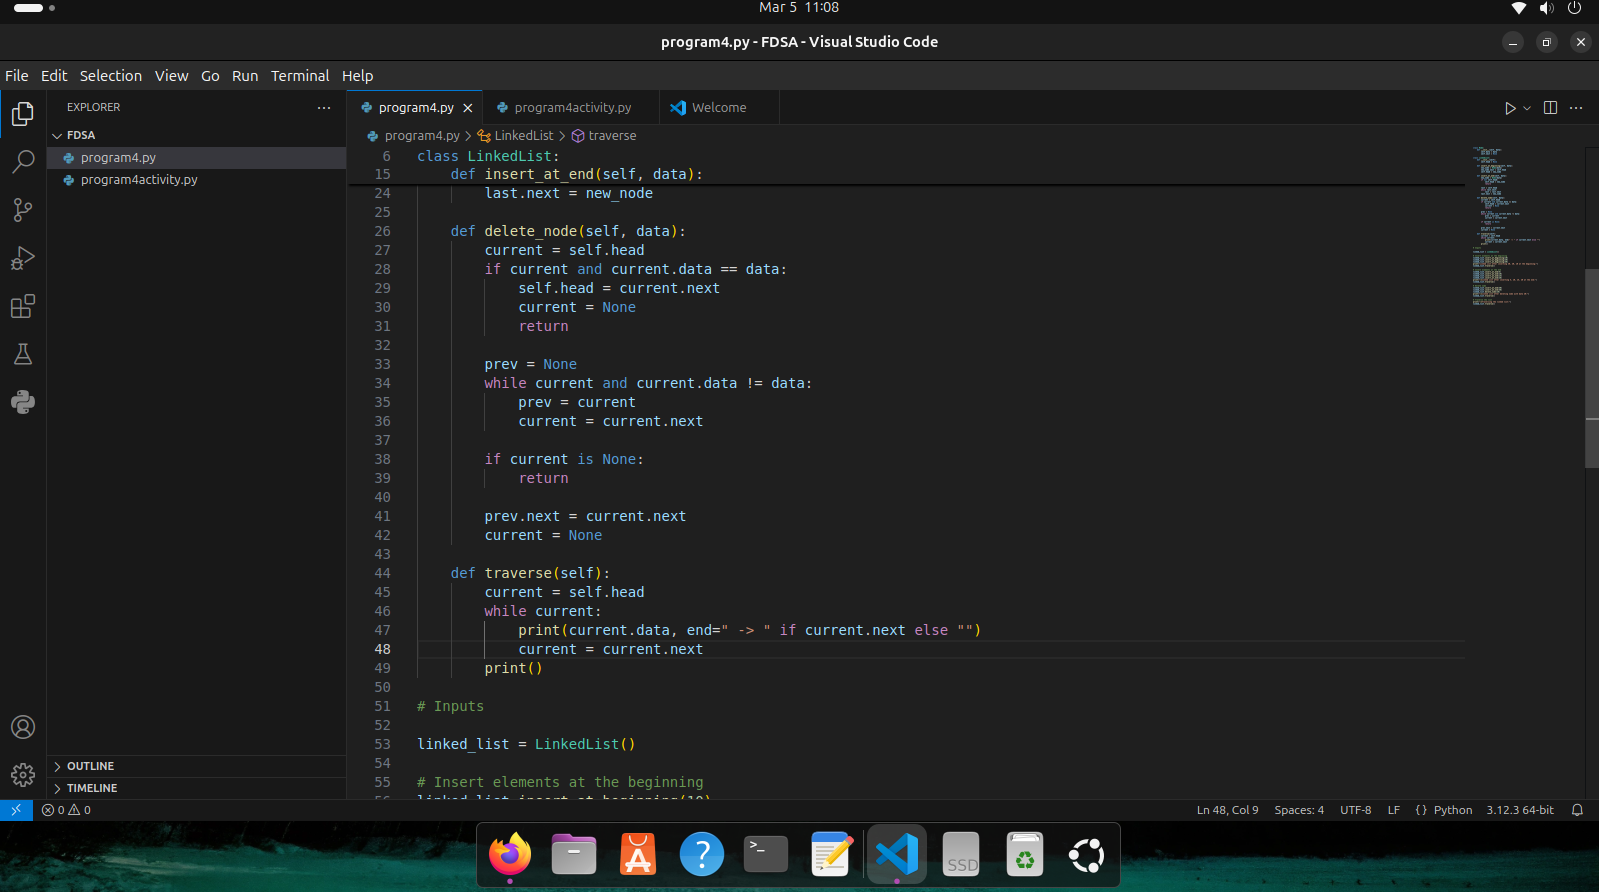 Mar 5 11:08
program4.py - FDSA - Visual Studio Code
File Edit Selection View Go Run Terminal Help
EXPLORER
FDSA
program4.py
program4activity.py
OUTLINE
TIMELINE
program4.py program4activity.py Welcome
program4.py > LinkedList > traverse
6 class LinkedList:
15 def insert_at_end(self, data):
24 last.next = new_node
25
26 def delete_node(self, data):
27 current = self.head
28 if current and current.data == data:
29 self.head = current.next
30 current = None
31 return
32
33 prev = None
34 while current and current.data != data:
35 prev = current
36 current = current.next
37
38 if current is None:
39 return
40
41 prev.next = current.next
42 current = None
43
44 def traverse(self):
45 current = self.head
46 while current:
47 print(current.data, end=" -> " if current.next else "")
48 current = current.next
49 print()
50
51 # Inputs
52
53 linked_list = LinkedList()
54
55 # Insert elements at the beginning
56 linked_list.insert_at_beginning(10)
0 0 Ln 48, Col 9 Spaces: 4 UTF-8 LF {} Python 3.12.3 64-bit
? >_ SSD